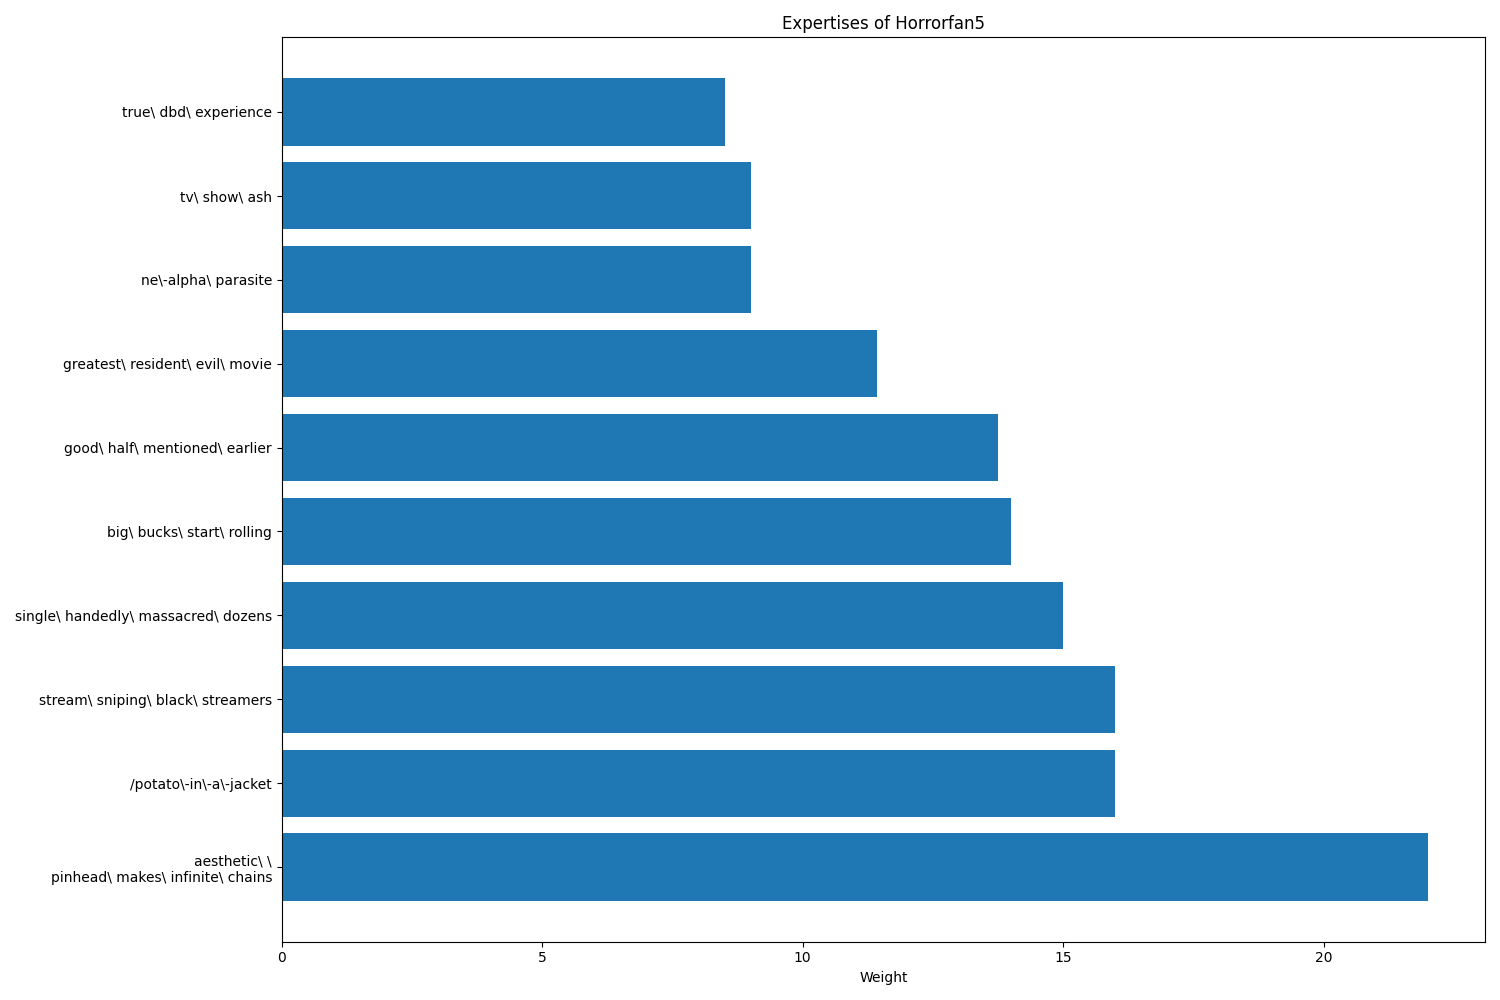 Expertises of Horrorfan5
true\ dbd\ experience
tv\ show\ ash
ne\-alpha\ parasite
greatest\ resident\ evil\ movie
good\ half\ mentioned\ earlier
big\ bucks\ start\ rolling
single\ handedly\ massacred\ dozens
stream\ sniping\ black\ streamers
/potato\-in\-a\-jacket
aesthetic\ \
pinhead\ makes\ infinite\ chains
0 5 10 15 20
Weight